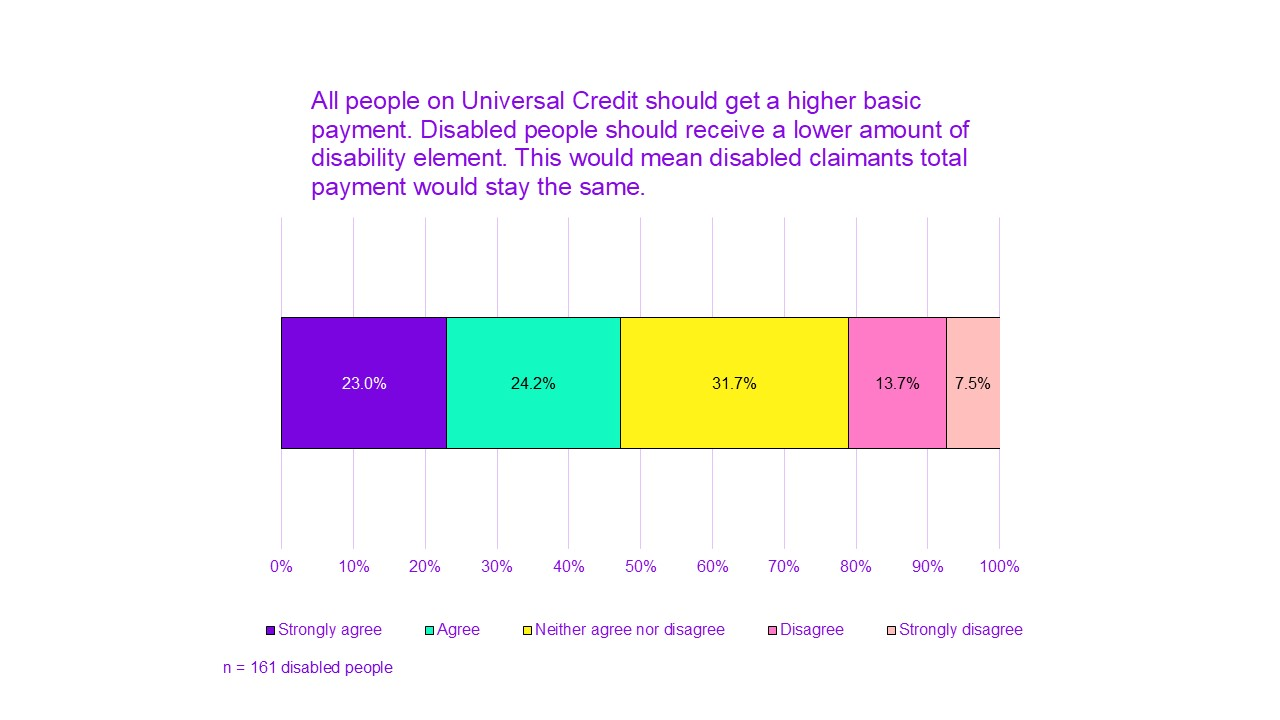 All people on Universal Credit should get a higher basic
payment. Disabled people should receive a lower amount of
disability element. This would mean disabled claimants total
payment would stay the same.
23.0% 24.2% 31.7% 13.7% 7.5%
0% 10% 20% 30% 40% 50% 60% 70% 80% 90% 100%
Strongly agree Agree Neither agree nor disagree Disagree Strongly disagree
n = 161 disabled people